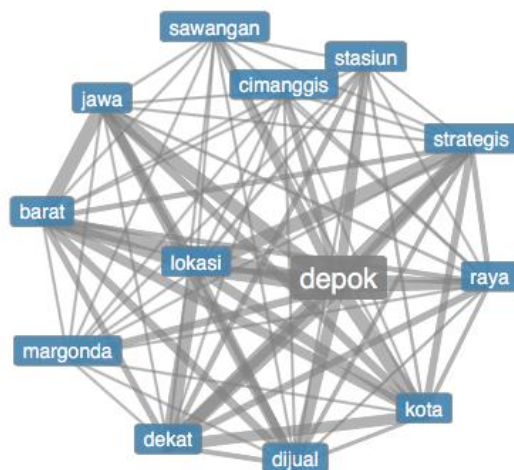 sawangan
stasiun
cimanggis
jawa
strategis
barat
lokasi
depok
raya
margonda
kota
dekat
dijual